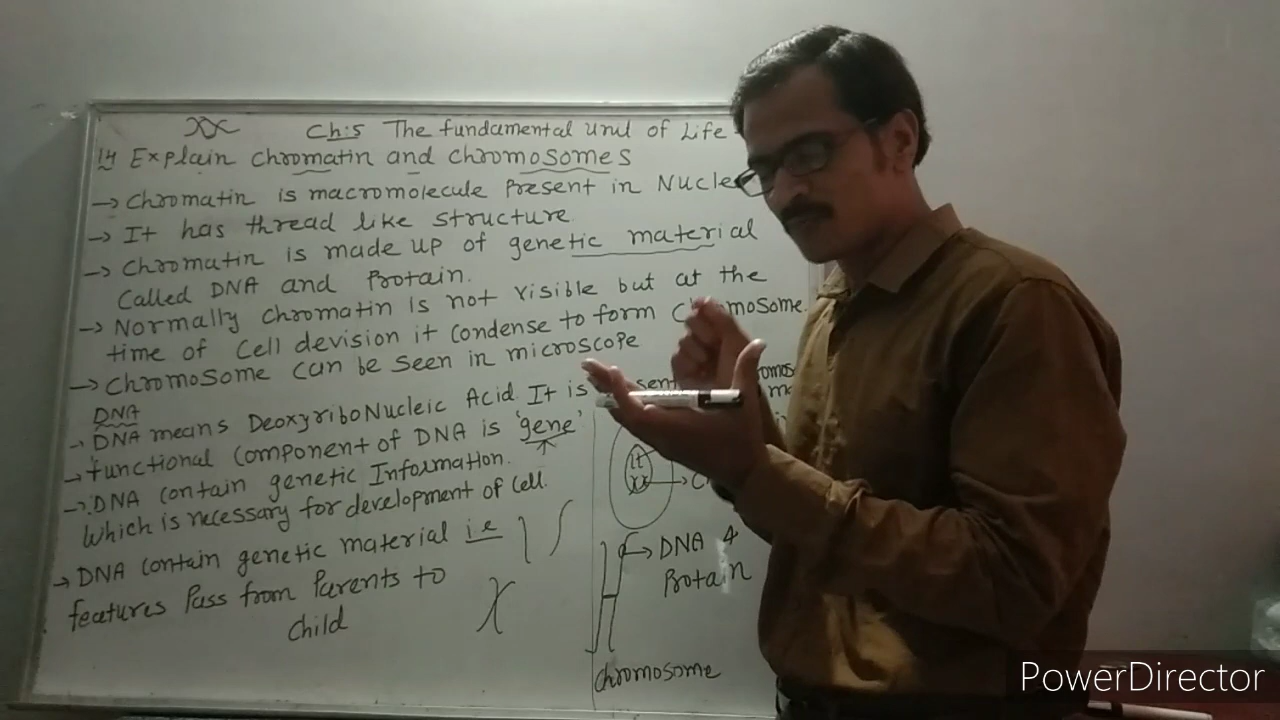 Ch:5 The fundamental unit of Life
14 Explain chromatin and chromosomes
→ Chromatin is macromolecule Present in
→ It has thread like structure
→ Chromatin is made up of genetic material
Called DNA and Protain.
→ Normally chromatin is not visible but at the
time of cell devision it condense to form
→ Chromosome can be seen in microscope
DNA
→ DNA means Deoxyribo Nucleic Acid It is
→ functional component of DNA is 'gene'
→ DNA contain genetic Information.
Which is necessary for development of cell.
→ DNA contain genetic material i.e
features Pass from Parents to
child
→ DNA &
Protain
Chromosome
PowerDirector